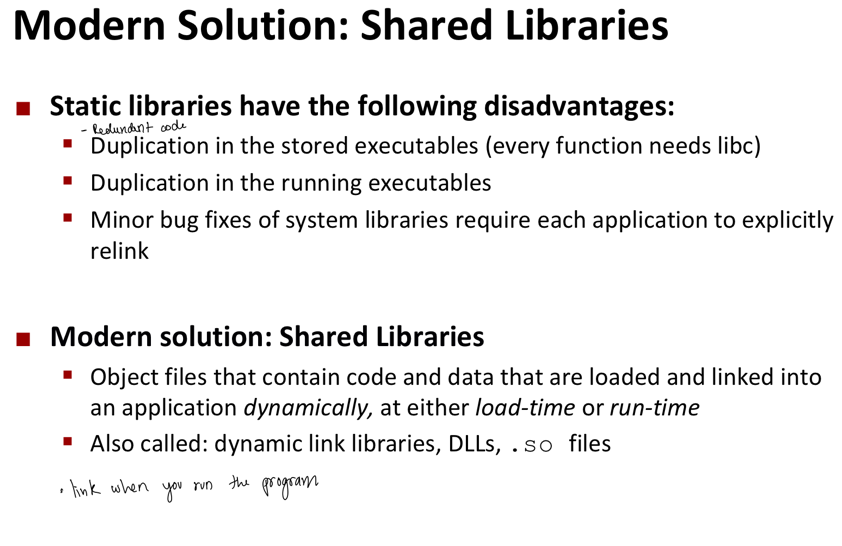 Modern Solution: Shared Libraries
■ Static libraries have the following disadvantages:
- Redundant code
▪ Duplication in the stored executables (every function needs libc)
▪ Duplication in the running executables
▪ Minor bug fixes of system libraries require each application to explicitly
relink
■ Modern solution: Shared Libraries
▪ Object files that contain code and data that are loaded and linked into
an application dynamically, at either load-time or run-time
▪ Also called: dynamic link libraries, DLLs, .so files
• link when you run the program